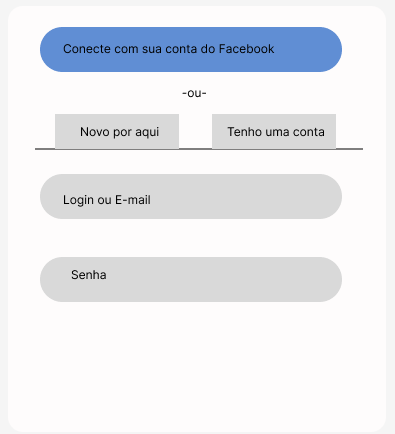 Conecte com sua conta do Facebook
-ou-
Novo por aqui
Tenho uma conta
Login ou E-mail
Senha